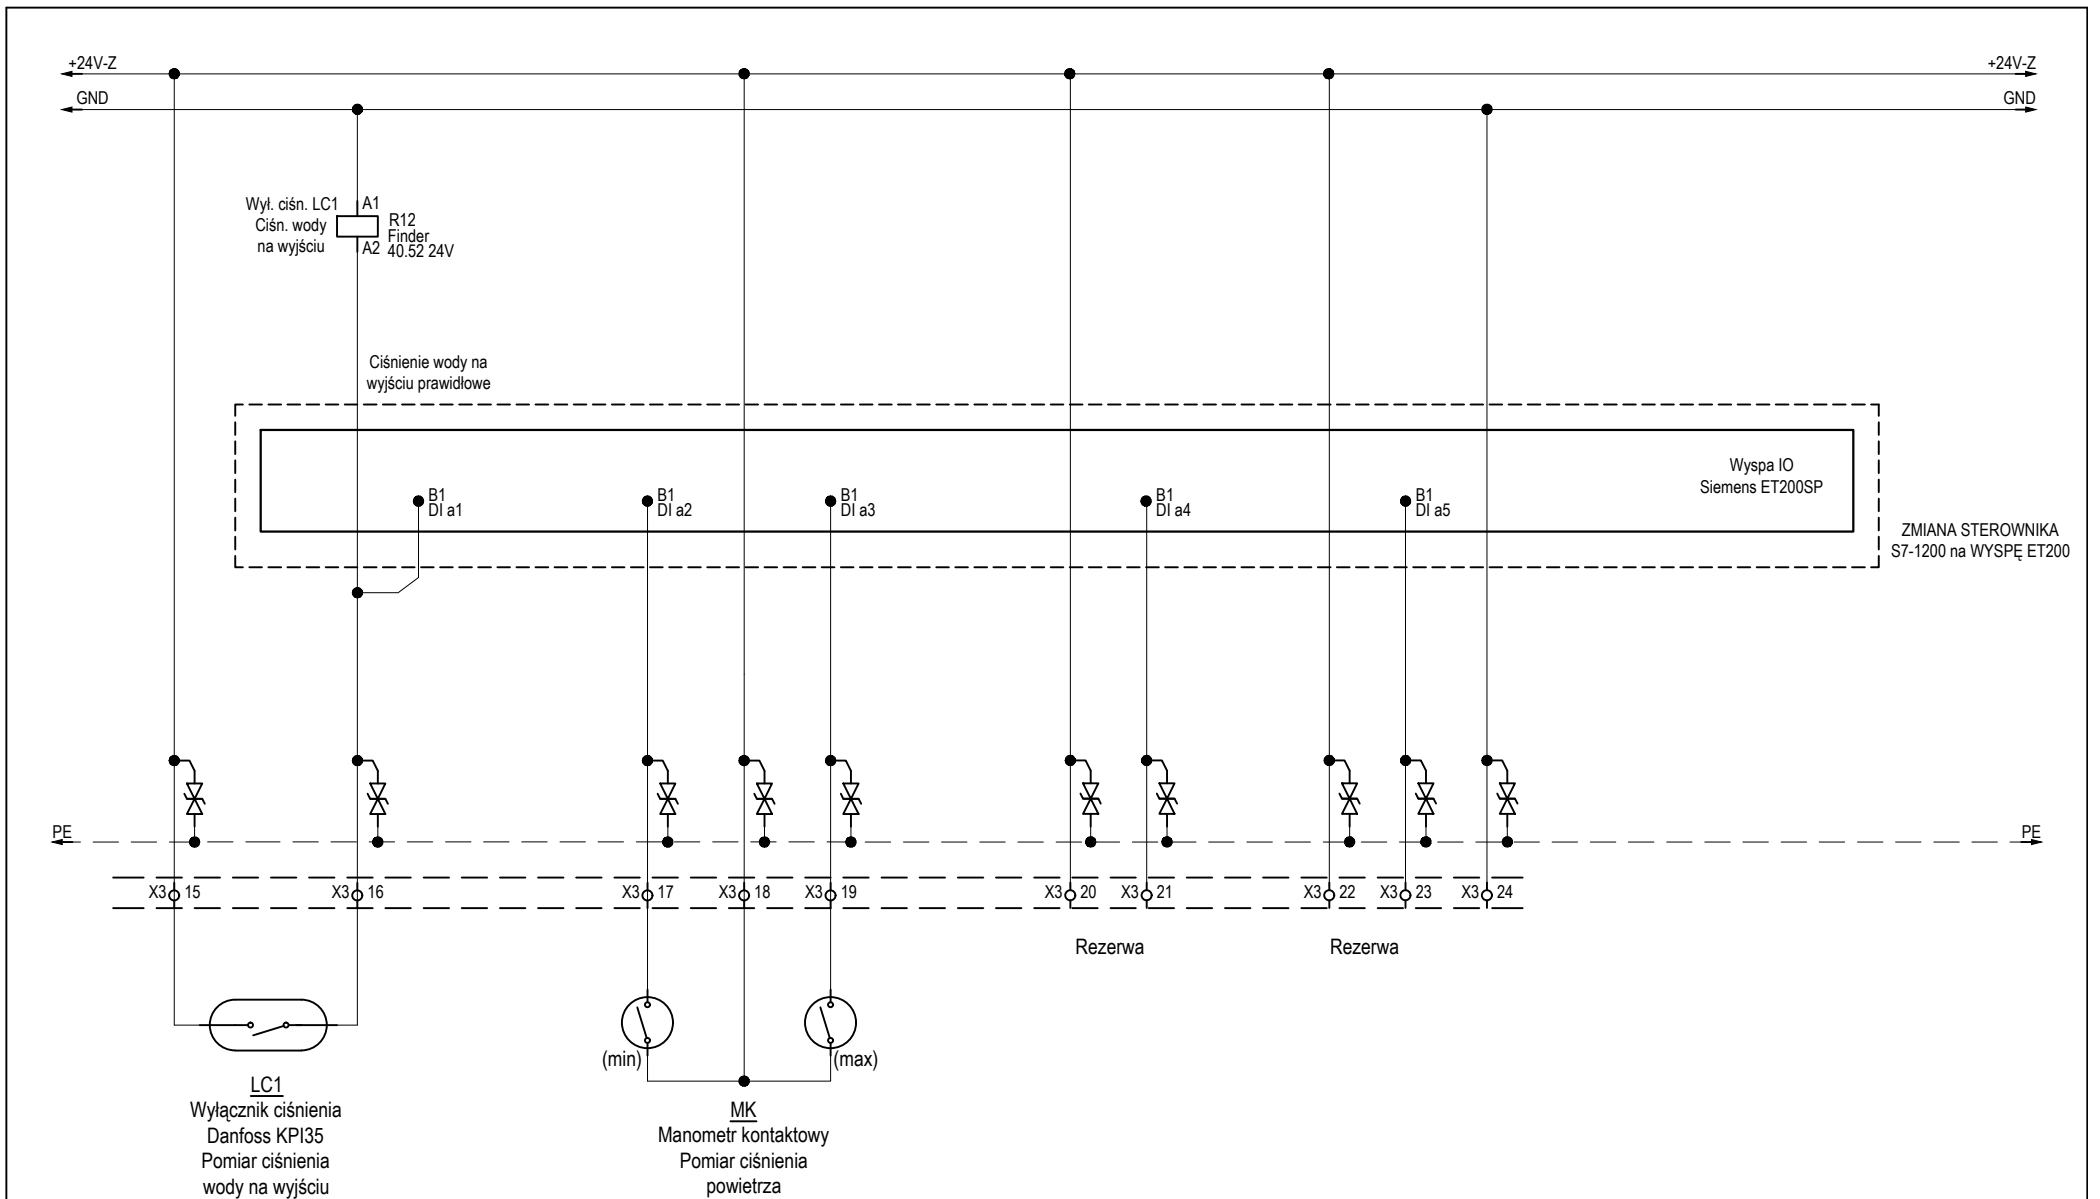 +24V-Z
+24V-Z
GND
GND
Wył. ciśn. LC1
Ciśn. wody
na wyjściu
A1
A2
R12
Finder
40.52 24V
Ciśnienie wody na
wyjściu prawidłowe
B1
DI a1
B1
DI a2
B1
DI a3
B1
DI a4
B1
DI a5
Wyspa IO
Siemens ET200SP
ZMIANA STEROWNIKA
S7-1200 na WYSPĘ ET200
PE
PE
X3 15
X3 16
X3 17
X3 18
X3 19
X3 20
X3 21
X3 22
X3 23
X3 24
Rezerwa
Rezerwa
(min)
(max)
LC1
Wyłącznik ciśnienia
Danfoss KPI35
Pomiar ciśnienia
wody na wyjściu
MK
Manometr kontaktowy
Pomiar ciśnienia
powietrza